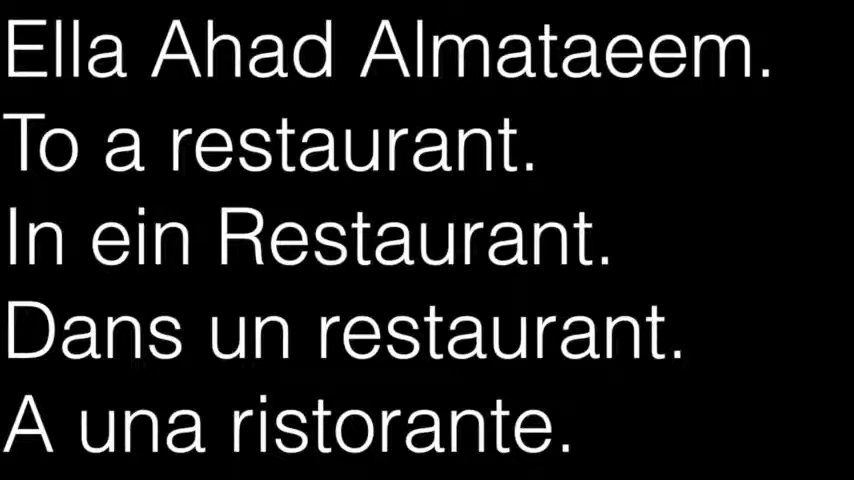 Ella Ahad Almataeem.
To a restaurant.
In ein Restaurant.
Dans un restaurant.
A una ristorante.